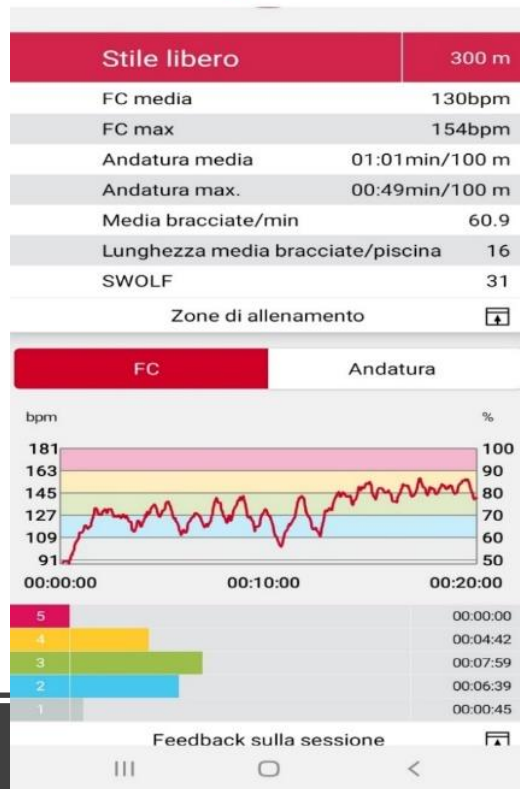 Stile libero 300 m
FC media 130bpm
FC max 154bpm
Andatura media 01:01min/100 m
Andatura max. 00:49min/100 m
Media bracciate/min 60.9
Lunghezza media bracciate/piscina 16
SWOLF 31
Zone di allenamento
FC Andatura
bpm %
181 100
163 90
145 80
127 70
109 60
91 50
00:00:00 00:10:00 00:20:00
5 00:00:00
4 00:04:42
3 00:07:59
2 00:06:39
1 00:00:45
Feedback sulla sessione